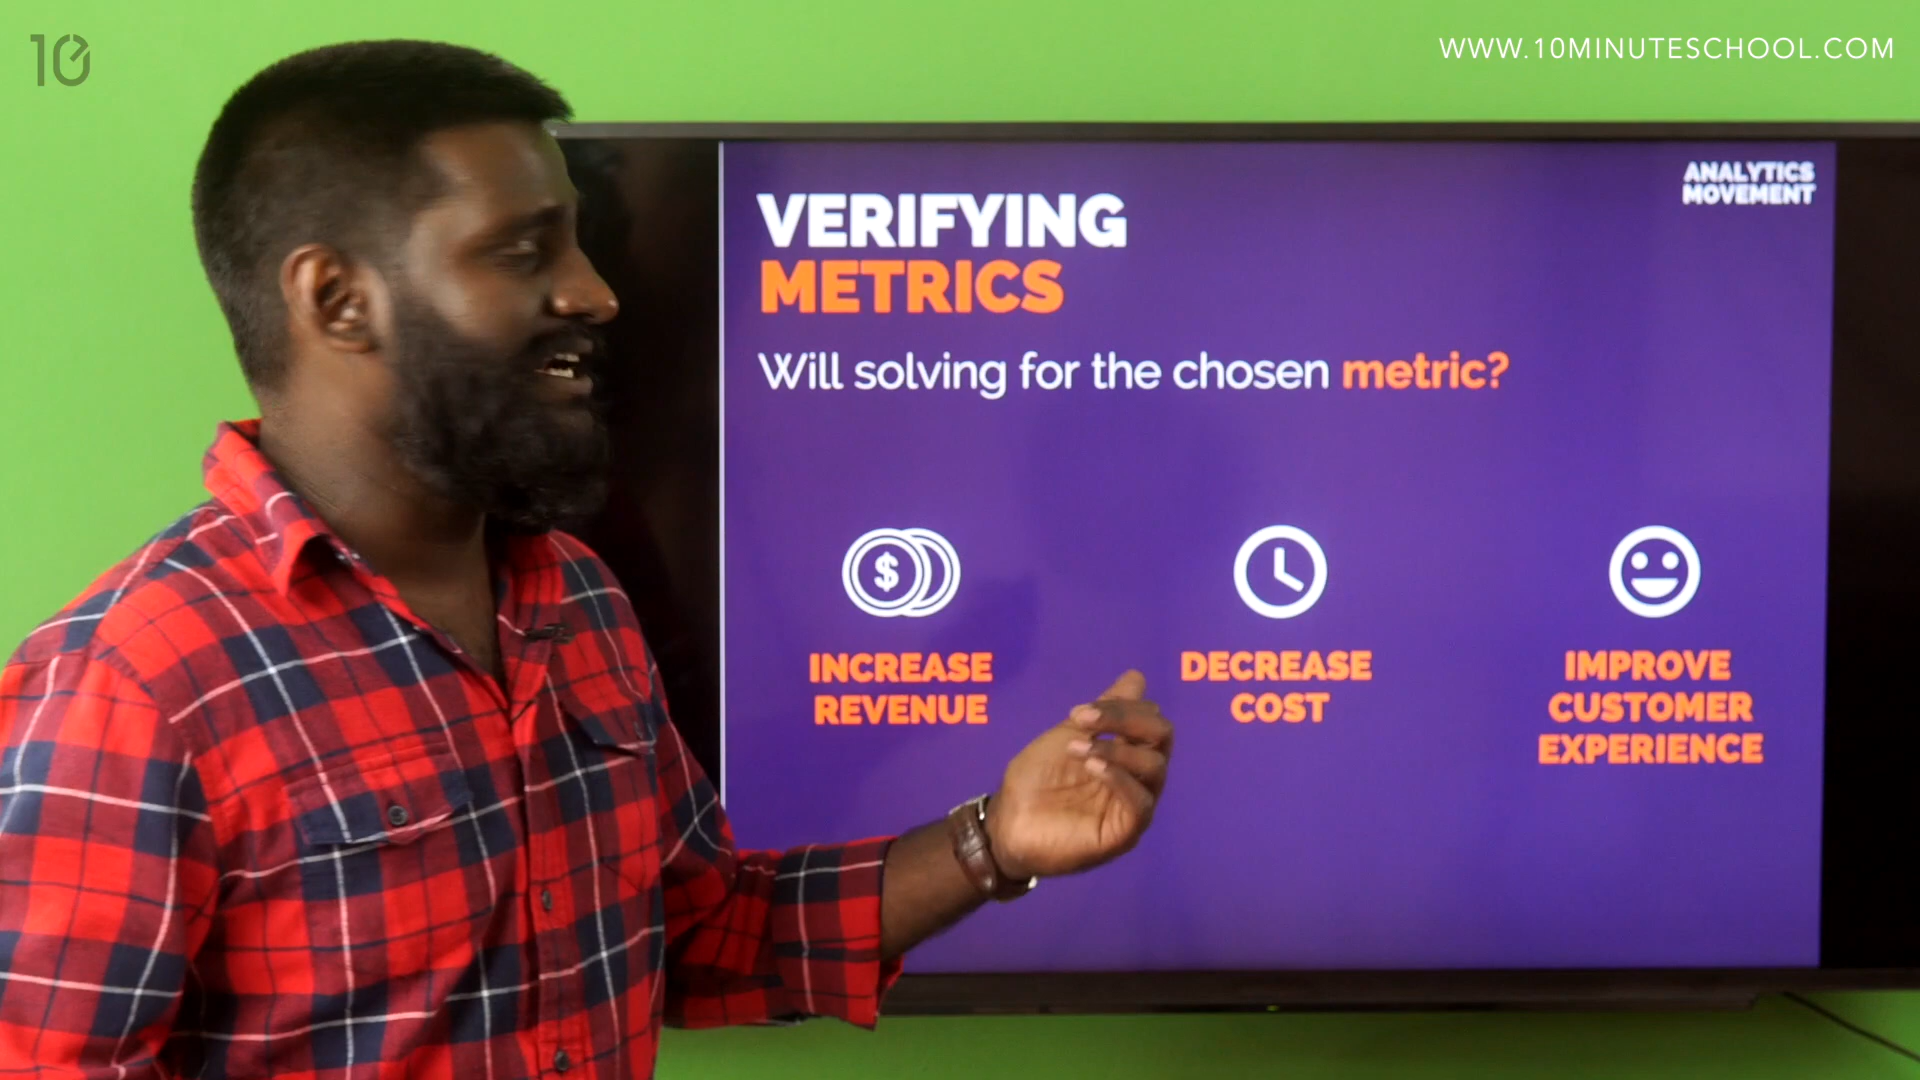 10
WWW.10MINUTESCHOOL.COM
ANALYTICS
MOVEMENT
VERIFYING
METRICS
Will solving for the chosen metric?
$
INCREASE
REVENUE
DECREASE
COST
IMPROVE
CUSTOMER
EXPERIENCE